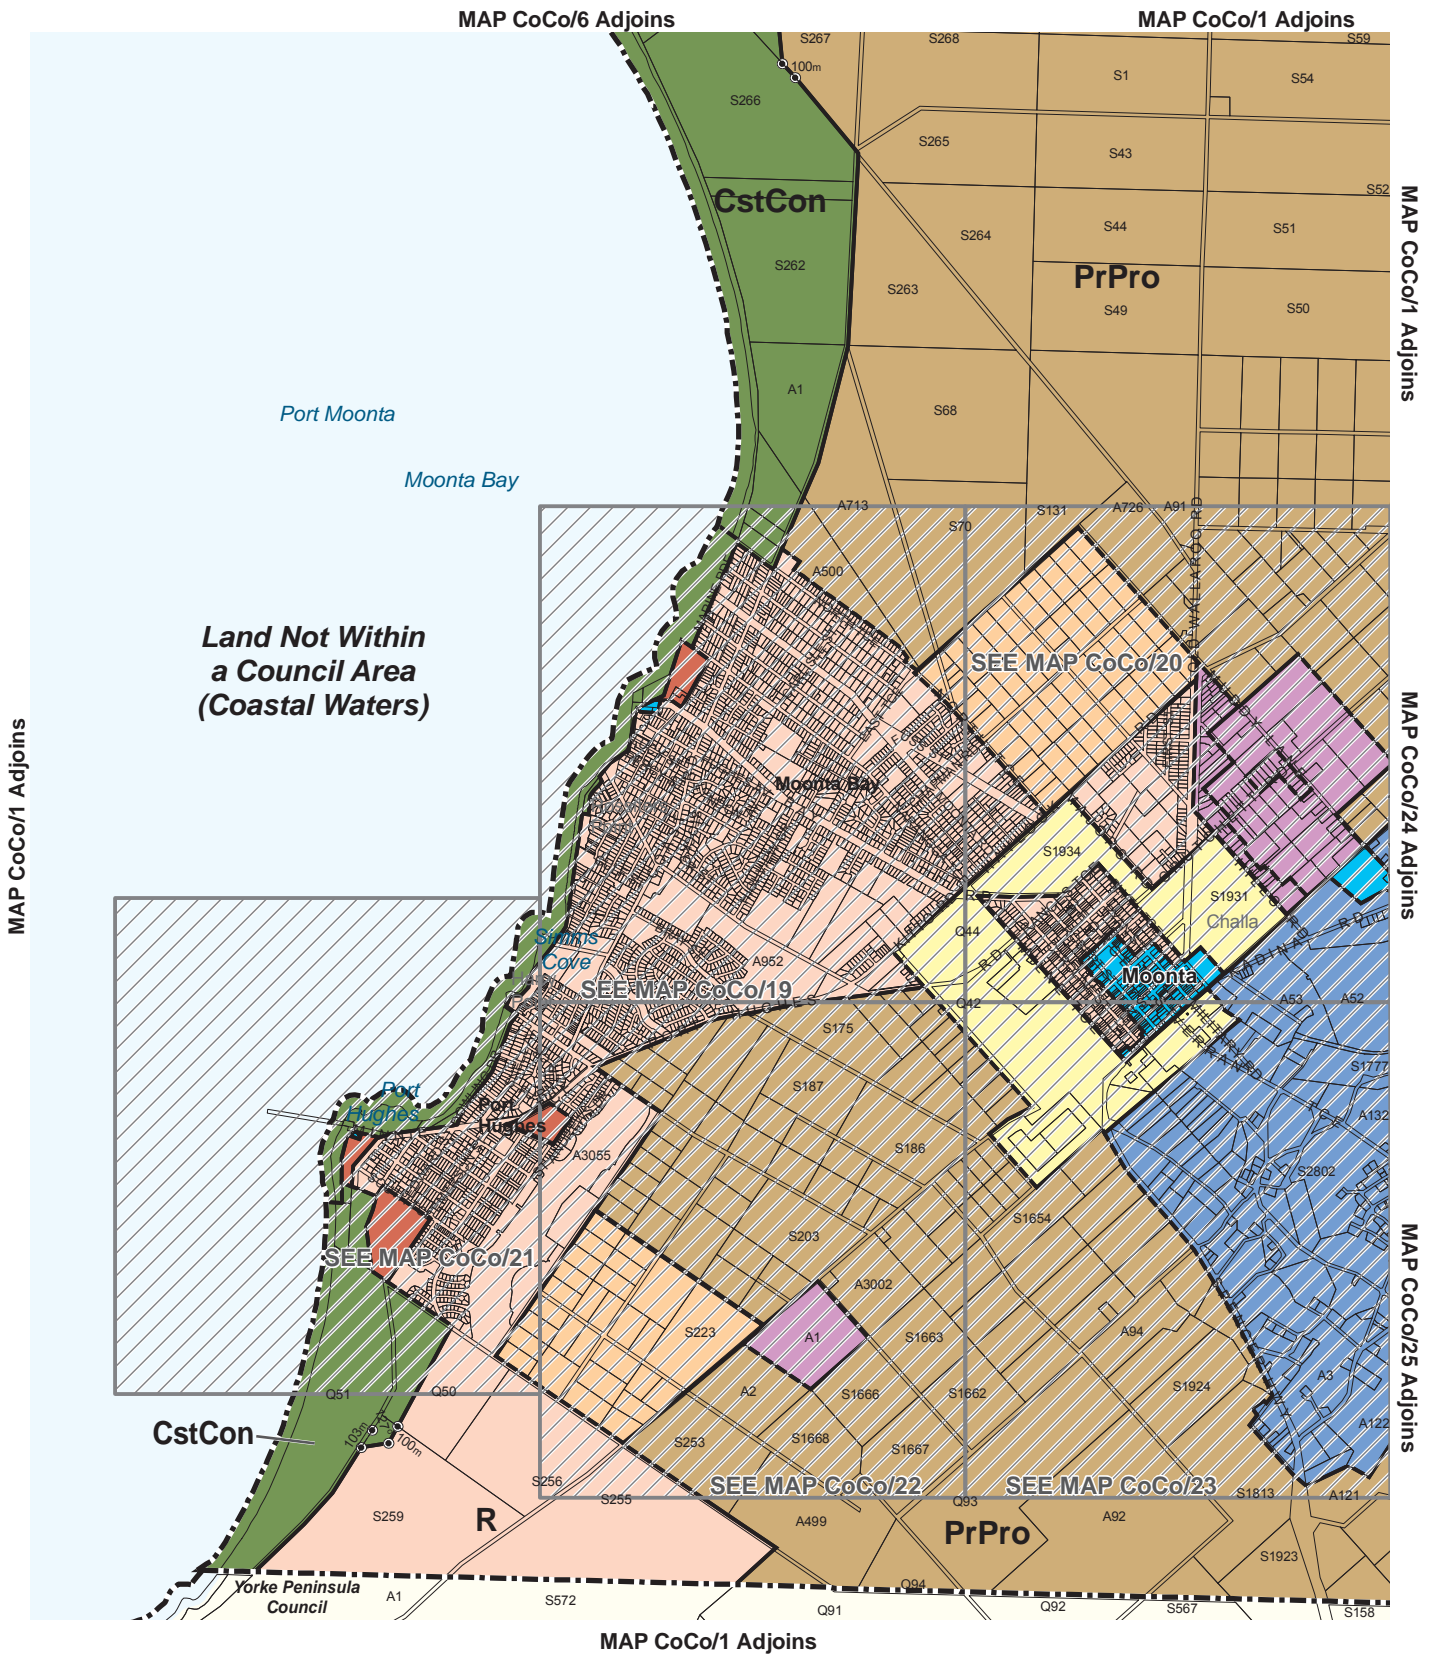 MAP CoCo/6 Adjoins
MAP CoCo/1 Adjoins
S267
S268
S59
100m
S1
S54
S266
S265
S43
S52
CstCon
S44
S51
S264
S262
PrPro
S263
S49
S50
MAP CoCo/1 Adjoins
A1
S68
Port Moonta
Moonta Bay
A713
S70
S131
A726
A91
A500
WALLAROO RD
Land Not Within
a Council Area
(Coastal Waters)
SEE MAP CoCo/20
MAP CoCo/1 Adjoins
MAP CoCo/24 Adjoins
Moonta Bay
S1934
S1931
Challa
Q44
RD
RD
RD
Simms
Cove
A952
SEE MAP CoCo/19
Moonta
Q42
A53
A52
S175
S1777
S187
Port
Hughes
Port
Hughes
A132
A3055
S186
S2802
S1654
S203
SEE MAP CoCo/21
A3002
MAP CoCo/25 Adjoins
S223
A1
S1663
A94
A3
A2
S1666
S1662
S1924
Q51
Q50
A122
CstCon
103m
100m
S253
S1668
S1667
S256
SEE MAP CoCo/22
SEE MAP CoCo/23
S255
S1813
A121
S259
R
A499
Q93
PrPro
A92
S1923
Yorke Peninsula
Council
A1
S572
Q94
Q91
Q92
S567
S158
MAP CoCo/1 Adjoins